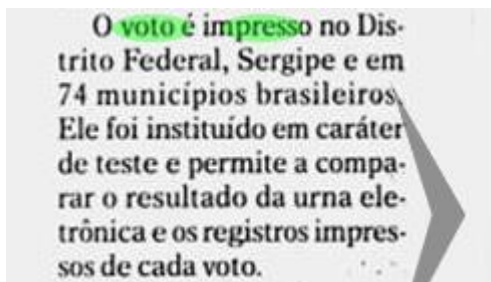 O voto é impresso no Dis-
trito Federal, Sergipe e em
74 municípios brasileiros.
Ele foi instituído em caráter
de teste e permite a compa-
rar o resultado da urna ele-
trônica e os registros impres-
sos de cada voto.